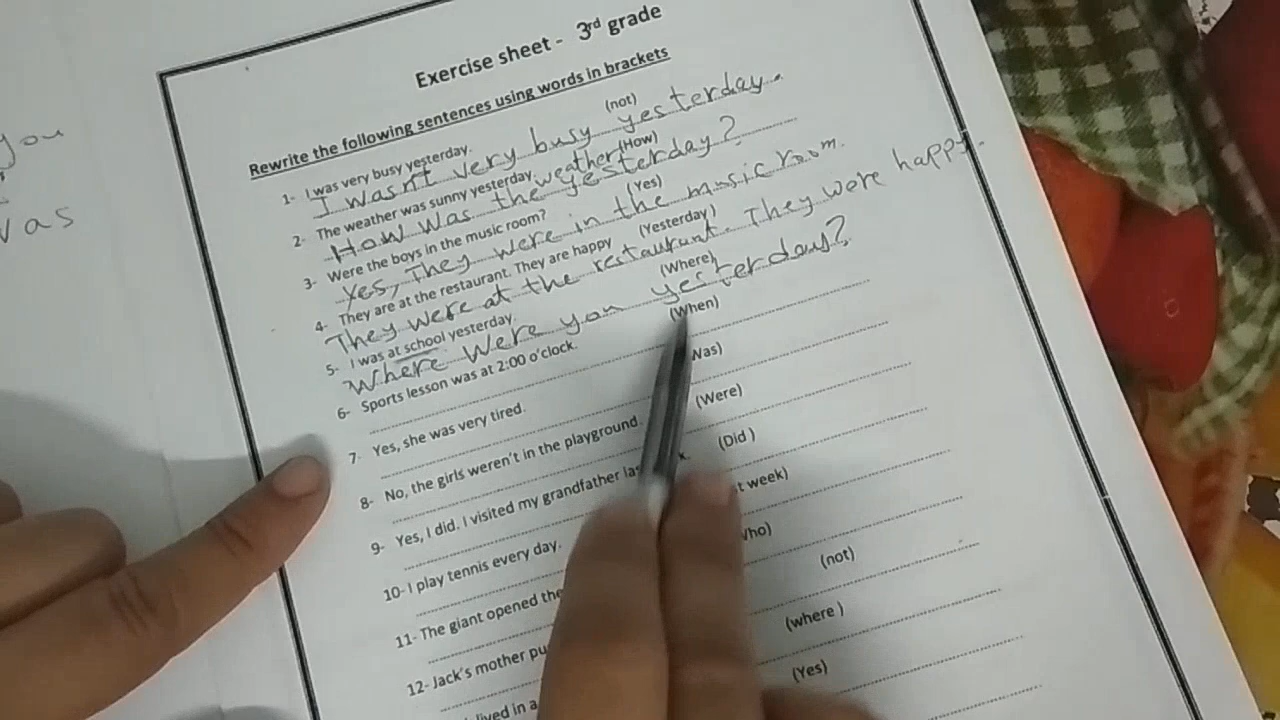 you
was
Exercise sheet - 3rd grade
Rewrite the following sentences using words in brackets
1- I was very busy yesterday. (not)
I wasn't very busy yesterday.
2- The weather was sunny yesterday. (How)
How was the weather yesterday?
3- Were the boys in the music room? (Yes)
Yes, They were in the music room.
4- They are at the restaurant. They are happy (Yesterday)
They were at the restaurant. They were happy.
5- I was at school yesterday. (Where)
Where were you yesterday?
6- Sports lesson was at 2:00 o'clock. (When)
7- Yes, she was very tired. Was)
8- No, the girls weren't in the playground. (Were)
9- Yes, I did. I visited my grandfather (Did )
10- I play tennis every day. week)
11- The giant opened the
(not)
12- Jack's mother
(where )
lived in a (Yes)